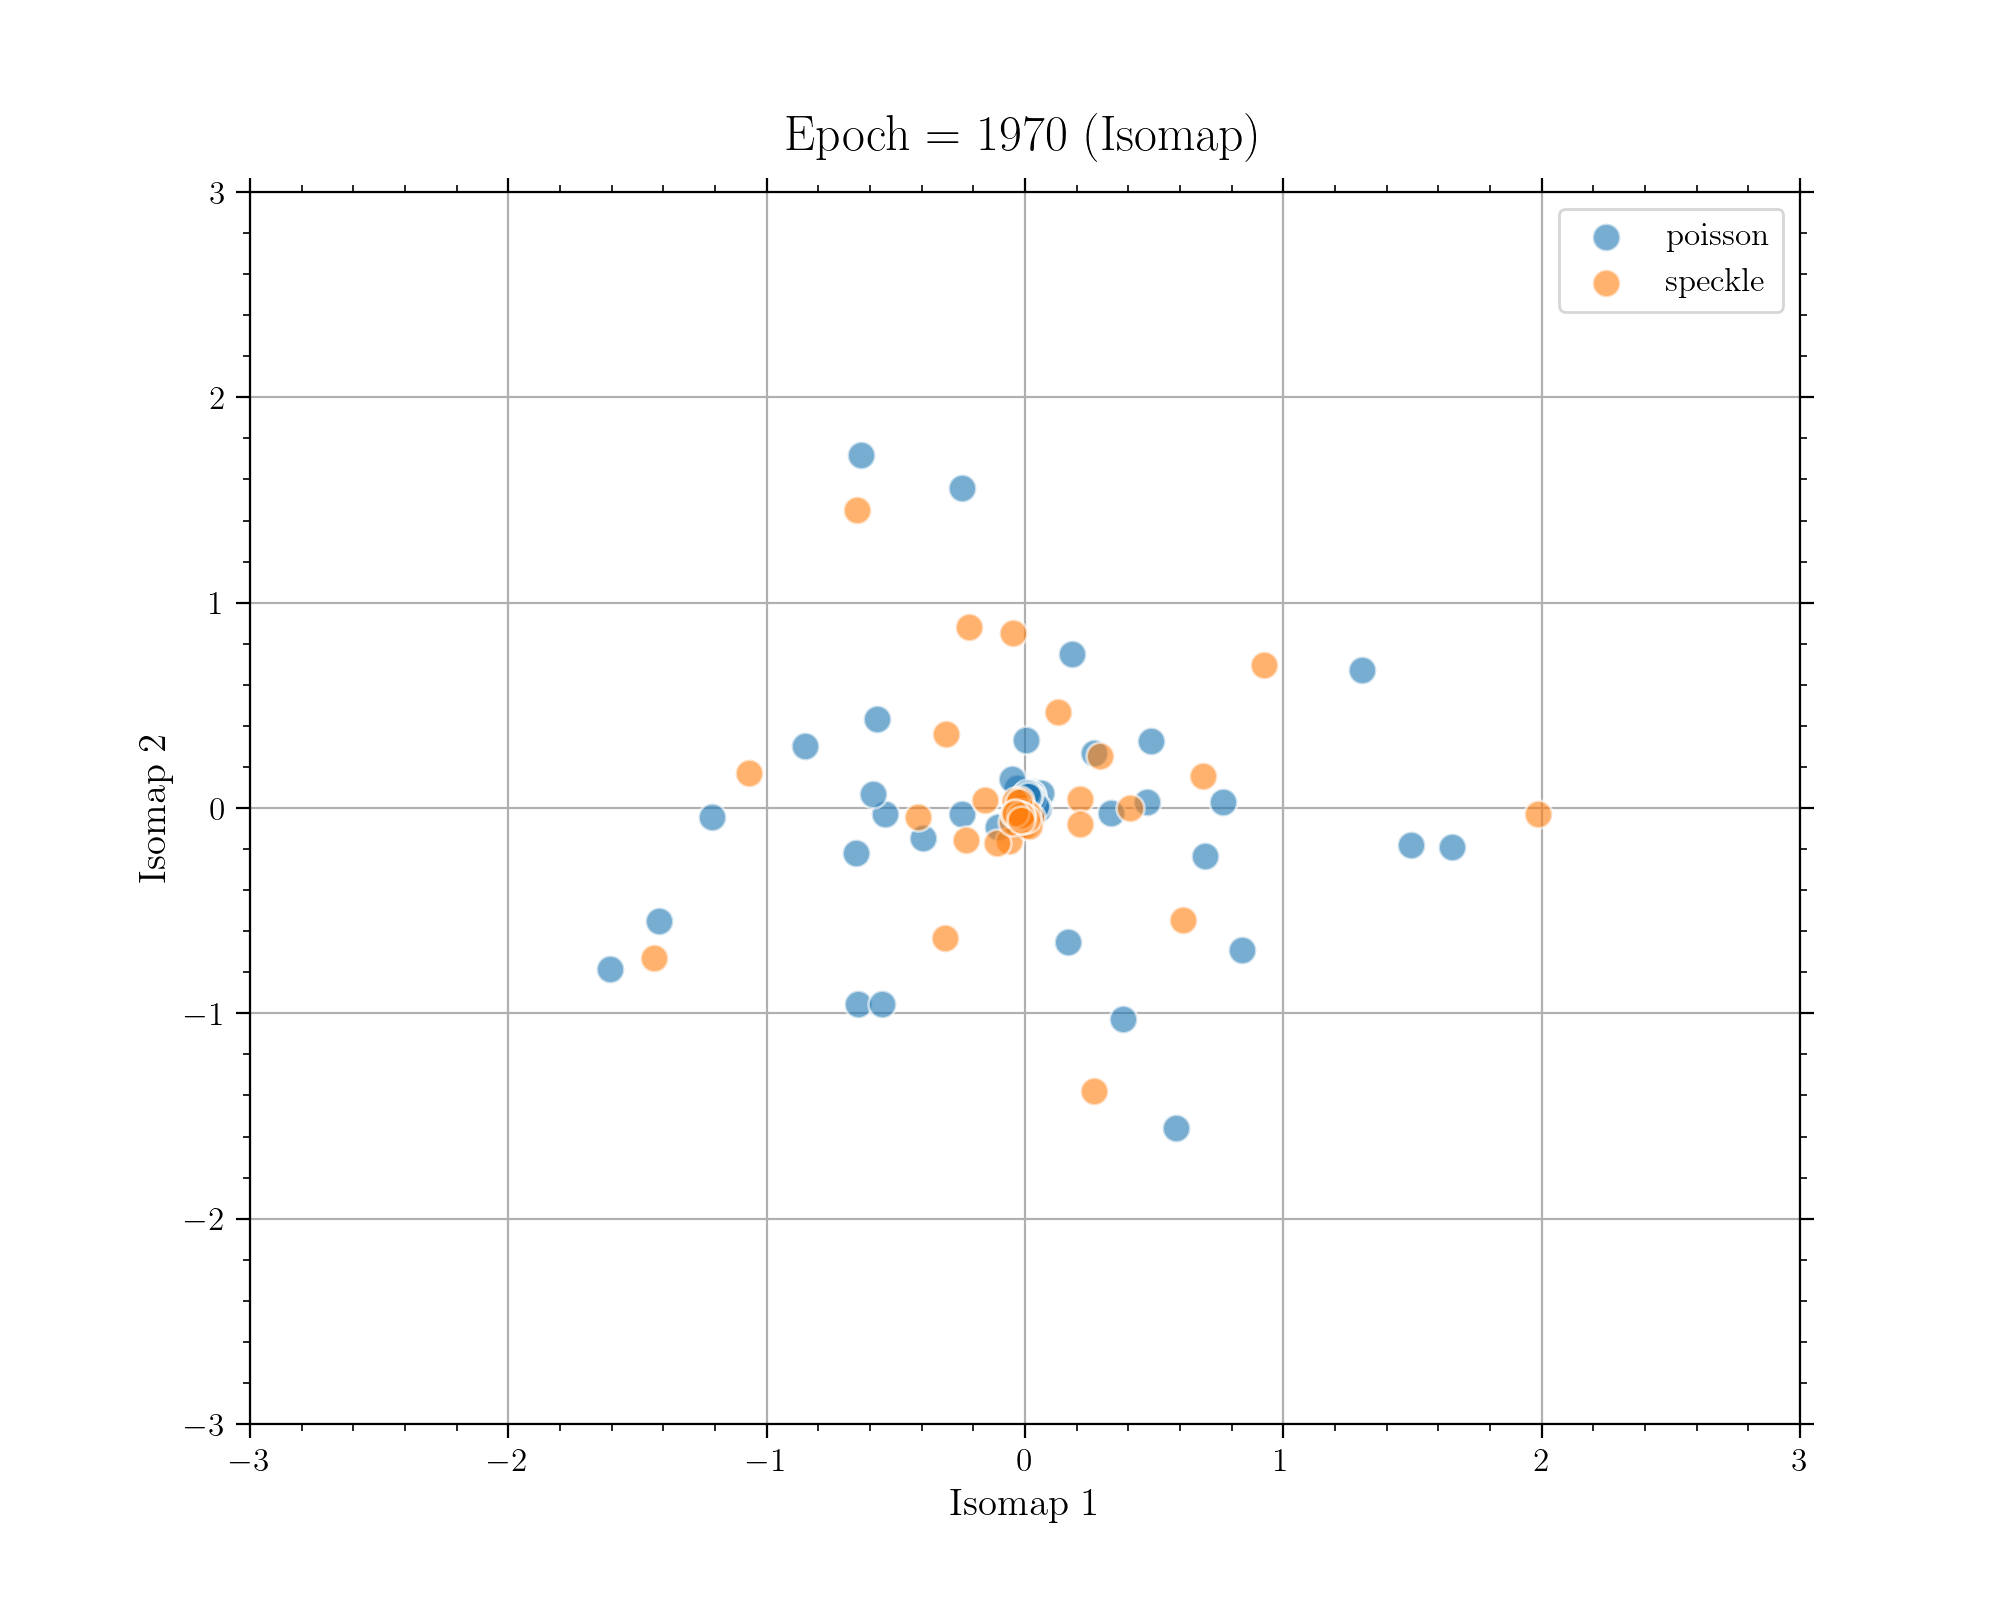 Epoch = 1970 (Isomap)
poisson
speckle
3
2
1
0
−1
−2
−3
Isomap 2
−3
−2
−1
0
1
2
3
Isomap 1